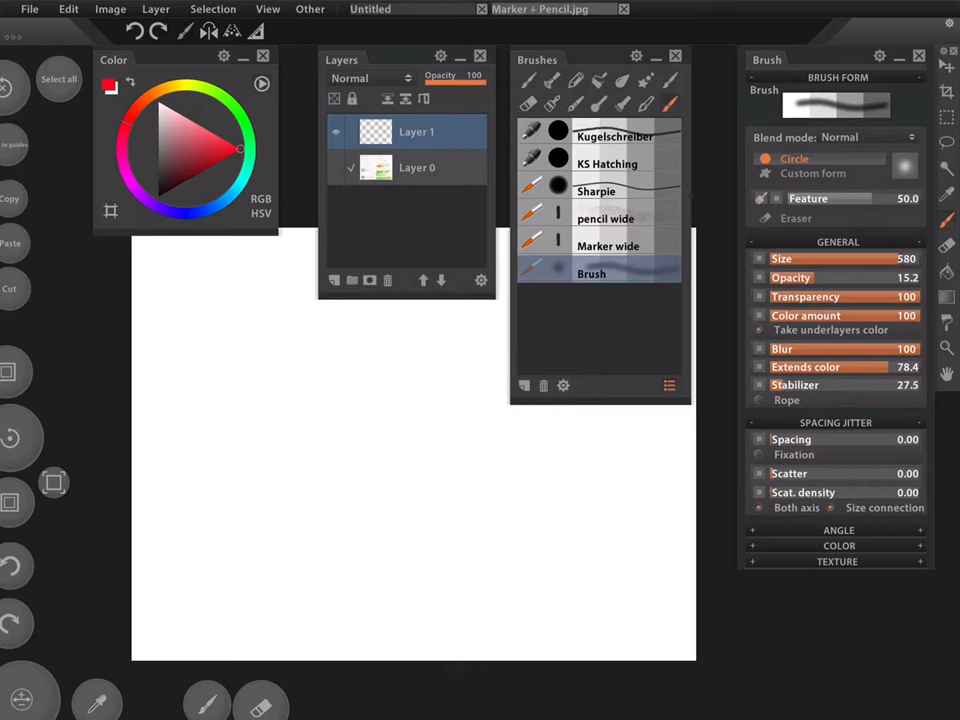 File Edit Image Layer Selection View Other Untitled Marker + Pencil.jpg
Select all
to guides
Copy
Paste
Cut
Color
RGB
HSV
Layers
Normal Opacity 100
Layer 1
Layer 0
Brushes
Kugelschreiber
KS Hatching
Sharpie
pencil wide
Marker wide
Brush
Brush
- BRUSH FORM -
Brush
Blend mode: Normal
Circle
Custom form
Feature 50.0
Eraser
- GENERAL -
Size 580
Opacity 15.2
Transparency 100
Color amount 100
Take underlayers color
Blur 100
Extends color 78.4
Stabilizer 27.5
Rope
- SPACING JITTER -
Spacing 0.00
Fixation
Scatter 0.00
Scat. density 0.00
Both axis Size connection
+ ANGLE +
+ COLOR +
+ TEXTURE +